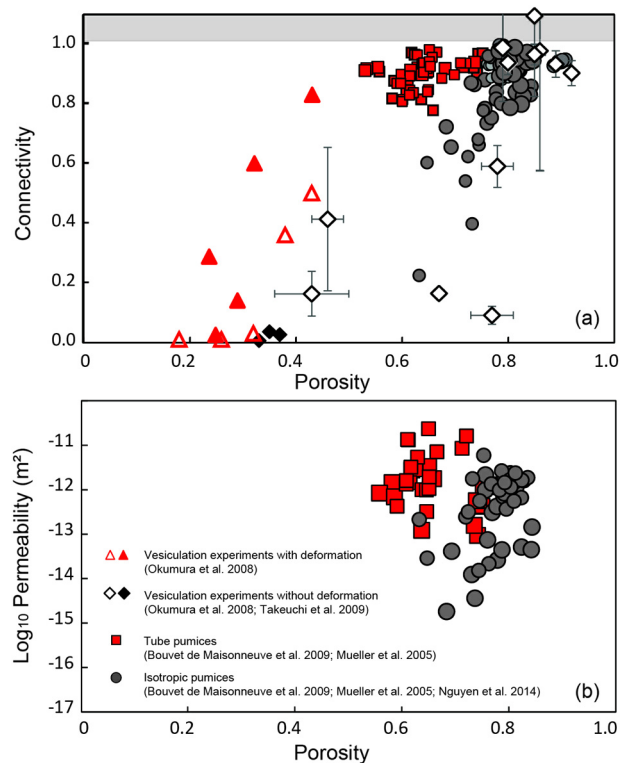 1.0
0.8
0.6
0.4
0.2
0.0
Connectivity
(a)
0 0.2 0.4 0.6 0.8 1.0
Porosity
-11
-12
-13
-14
-15
-16
-17
Log10 Permeability (m²)
Vesiculation experiments with deformation
(Okumura et al. 2008)
Vesiculation experiments without deformation
(Okumura et al. 2008; Takeuchi et al. 2009)
Tube pumices
(Bouvet de Maisonneuve et al. 2009; Mueller et al. 2005)
Isotropic pumices
(Bouvet de Maisonneuve et al. 2009; Mueller et al. 2005; Nguyen et al. 2014)
(b)
0 0.2 0.4 0.6 0.8 1.0
Porosity